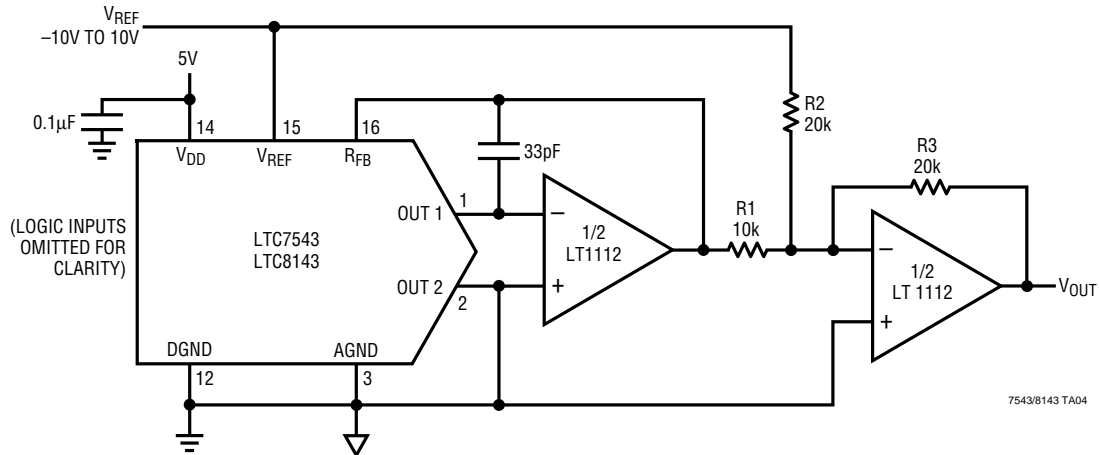 VREF
–10V TO 10V
5V
0.1µF
14
15
16
VDD
VREF
RFB
33pF
R2
20k
R3
20k
(LOGIC INPUTS
OMITTED FOR
CLARITY)
LTC7543
LTC8143
OUT 1
1
OUT 2
2
–
+
1/2
LT1112
R1
10k
–
+
1/2
LT 1112
VOUT
DGND
AGND
12
3
7543/8143 TA04